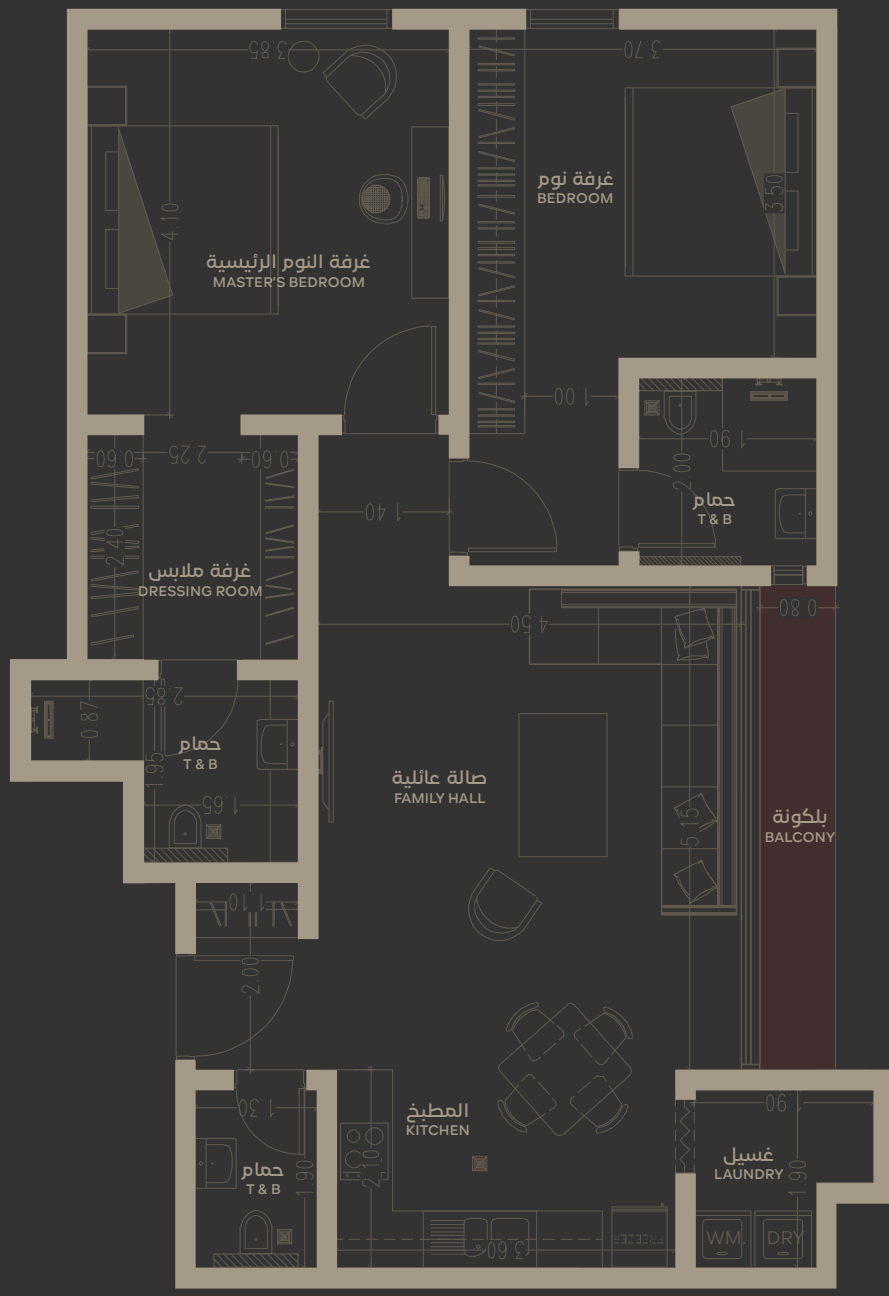 3.85
3.70
غرفة نوم
BEDROOM
3.50
4.10
غرفة النوم الرئيسية
MASTER'S BEDROOM
1.00
1.90
2.00
حمام
T & B
0.60
2.25
0.60
1.40
2.40
غرفة ملابس
DRESSING ROOM
0.80
4.50
2.85
0.87
حمام
T & B
1.95
1.65
صالة عائلية
FAMILY HALL
5.15
بلكونة
BALCONY
1.10
2.00
1.30
المطبخ
KITCHEN
2.10
حمام
T & B
1.90
90
غسيل
LAUNDRY
1.90
3.60
FREEZER
WM
DRY